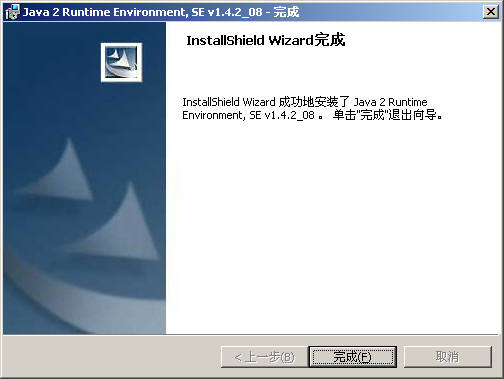 Java 2 Runtime Environment, SE v1.4.2_08 - 完成
InstallShield Wizard完成
InstallShield Wizard 成功地安装了 Java 2 Runtime
Environment, SE v1.4.2_08 。 单击"完成"退出向导。
< 上一步(B) 完成(F) 取消